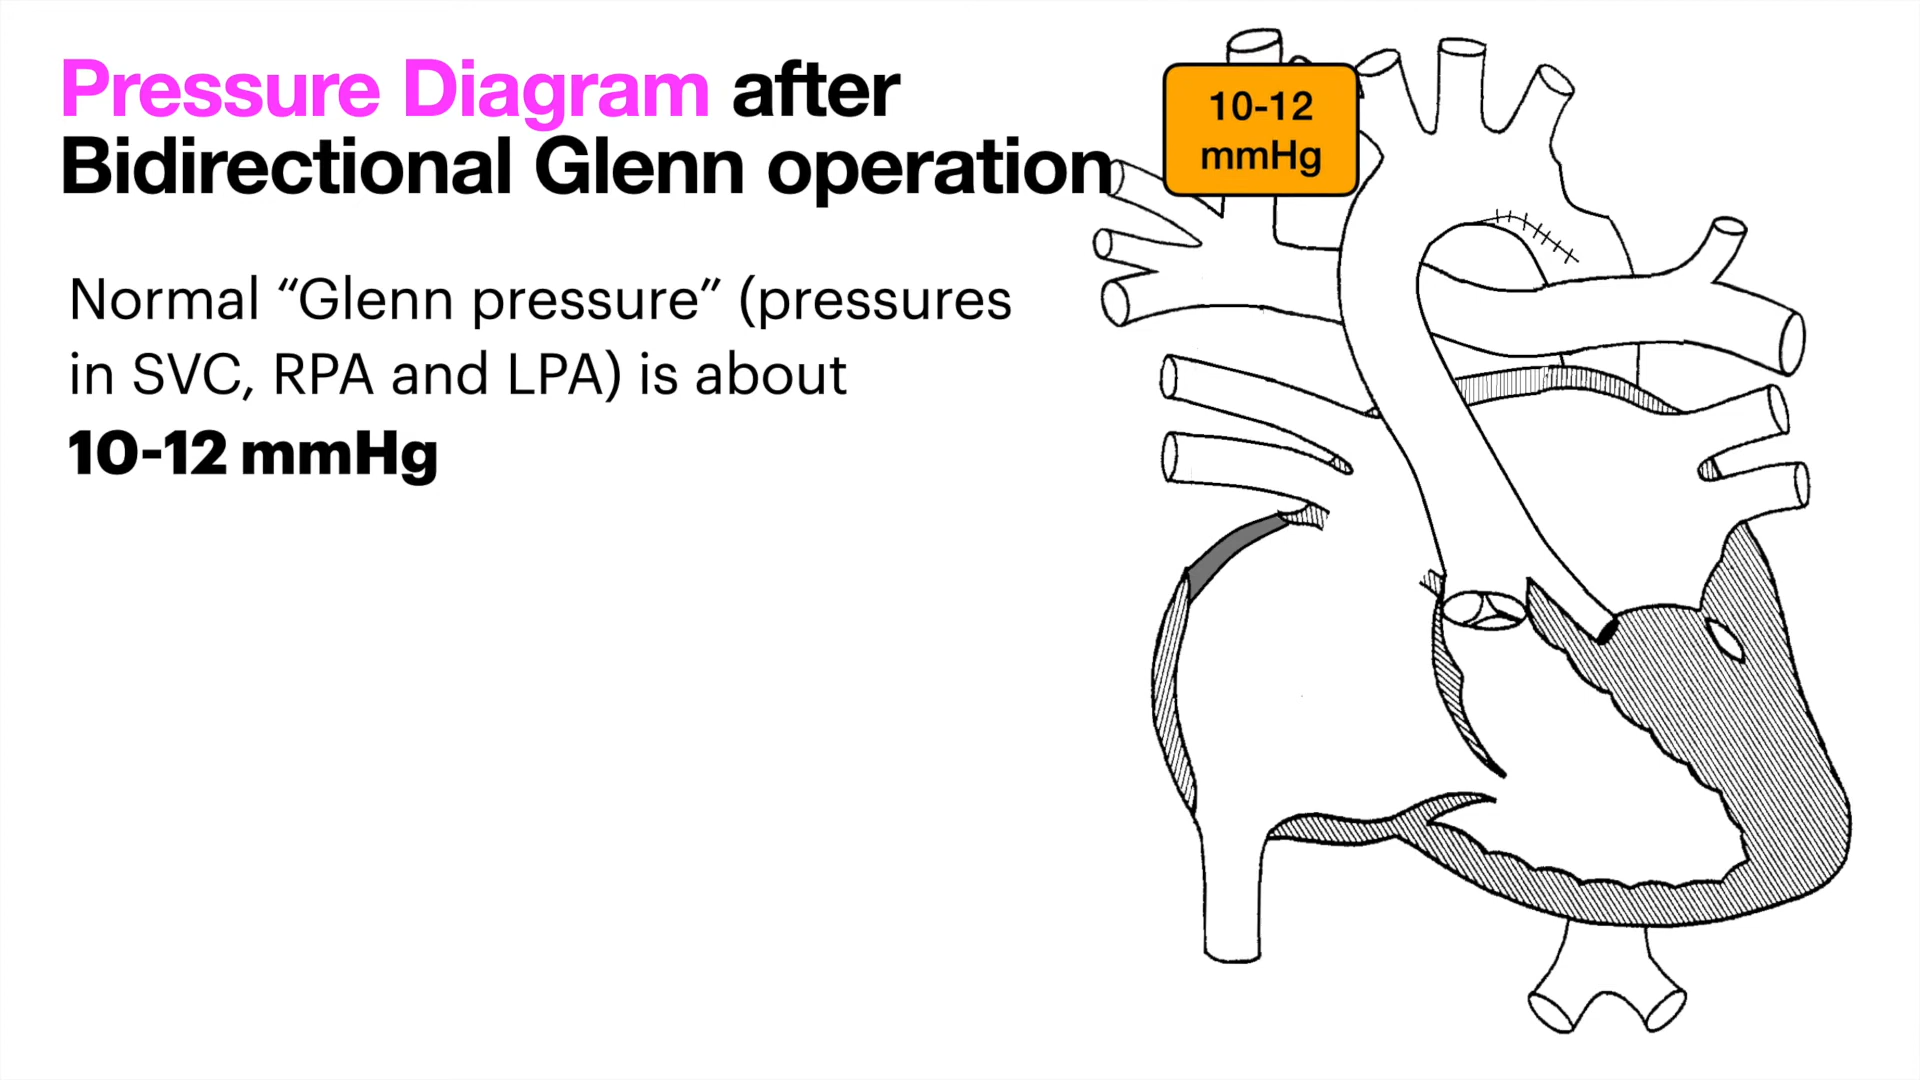 Pressure Diagram after
Bidirectional Glenn operation
Normal “Glenn pressure” (pressures
in SVC, RPA and LPA) is about
10-12 mmHg
10-12
mmHg